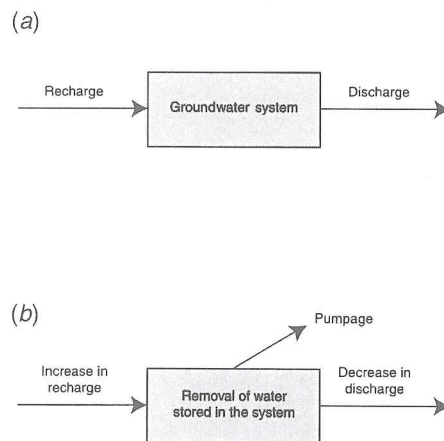 (a)
Recharge
Groundwater system
Discharge
(b)
Pumpage
Increase in
recharge
Removal of water
stored in the system
Decrease in
discharge